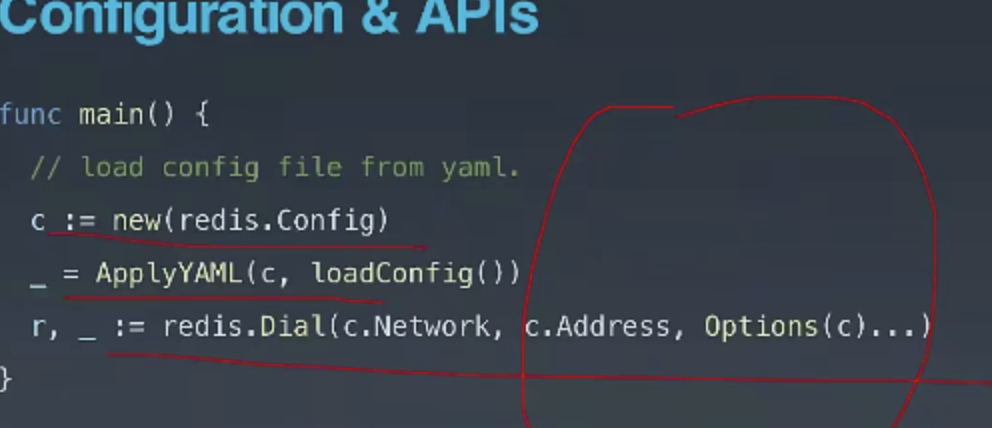 Configuration & APIs
func main() {
// load config file from yaml.
c := new(redis.Config)
_ = ApplyYAML(c, loadConfig())
r, _ := redis.Dial(c.Network, c.Address, Options(c)...)
}